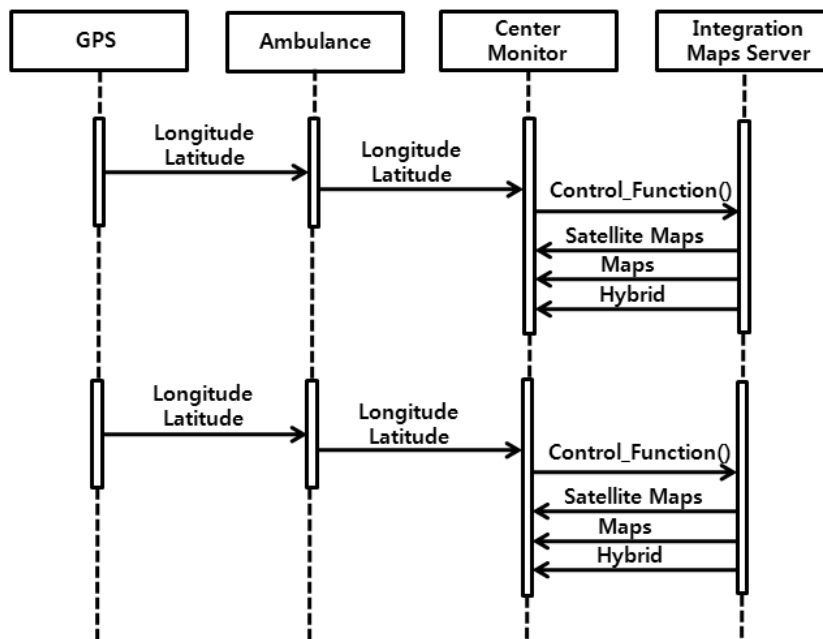 GPS
Ambulance
Center
Monitor
Integration
Maps Server
Longitude
Latitude
Longitude
Latitude
Control_Function()
Satellite Maps
Maps
Hybrid
Longitude
Latitude
Longitude
Latitude
Control_Function()
Satellite Maps
Maps
Hybrid